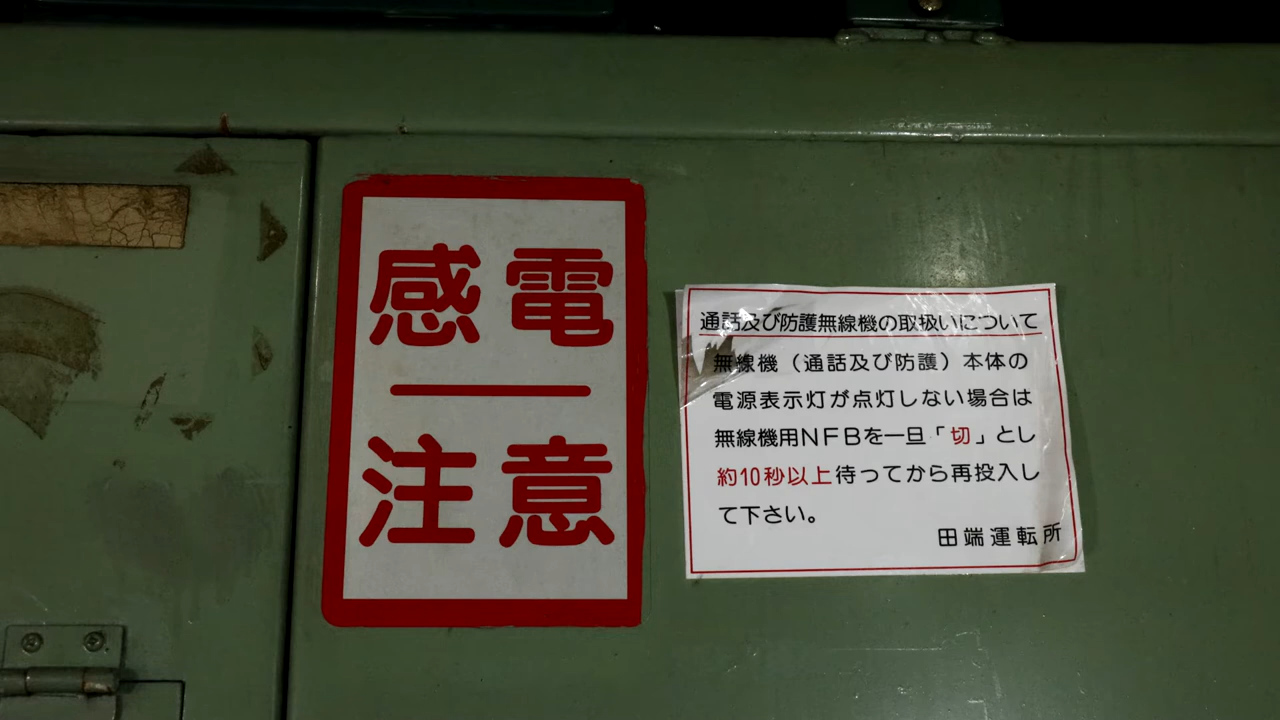 感電
注意
通話及び防護無線機の取扱いについて
無線機（通話及び防護）本体の
電源表示灯が点灯しない場合は
無線機用NFBを一旦「切」とし
約10秒以上待ってから再投入し
て下さい。
田端運転所